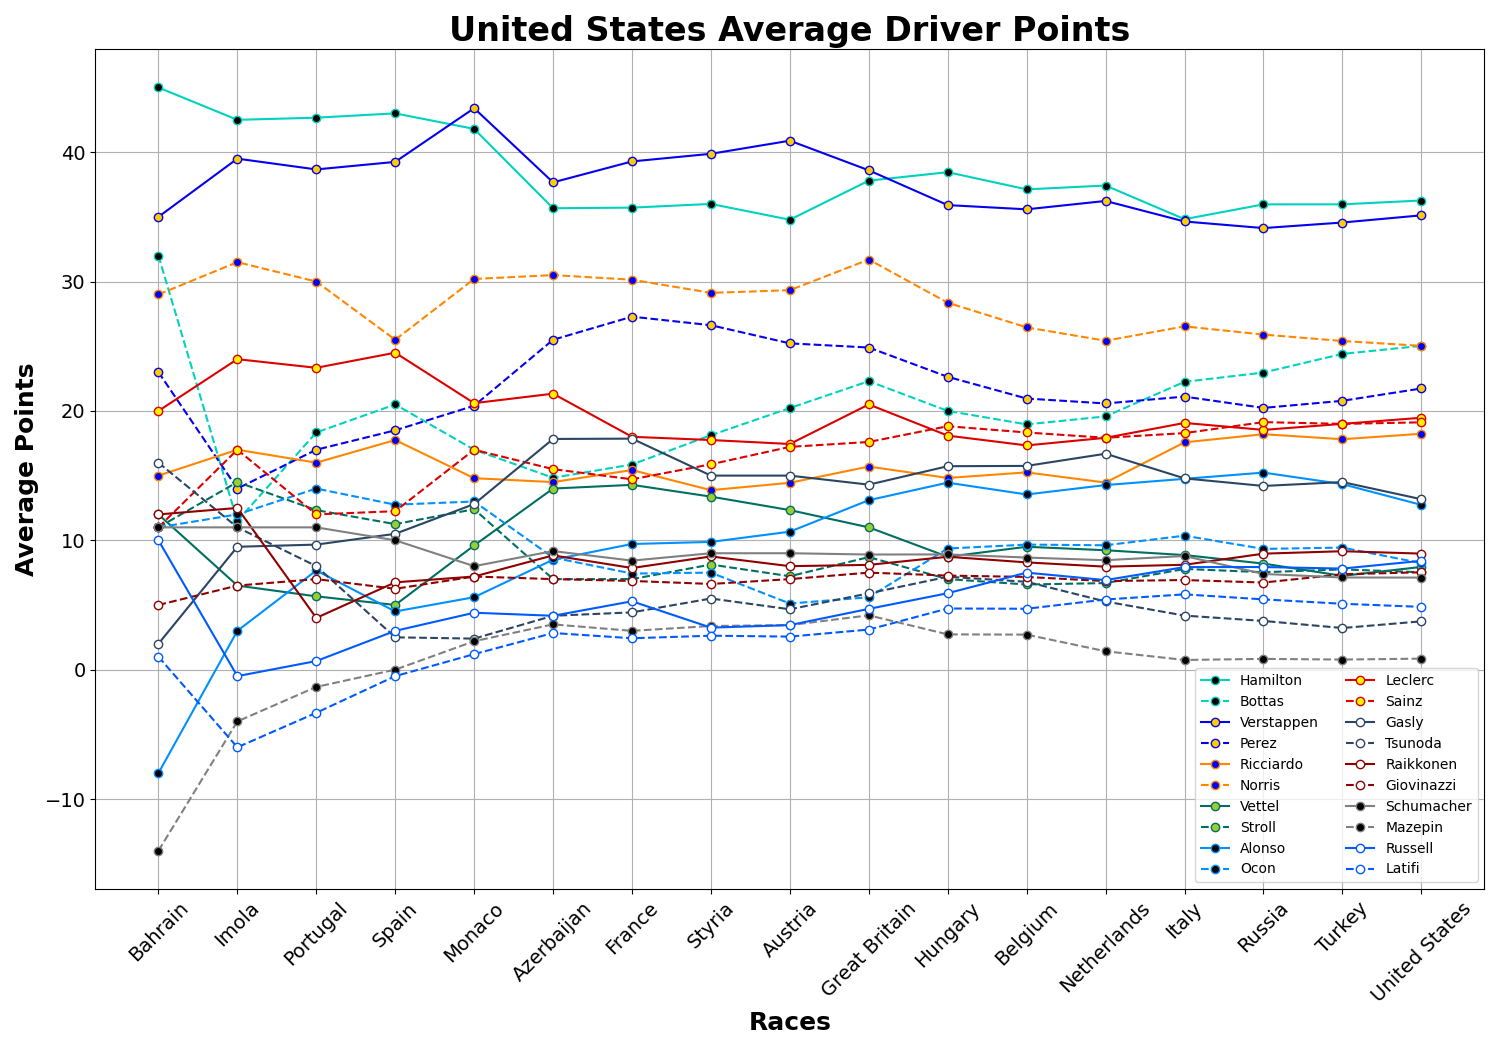 United States Average Driver Points
Average Points
40
30
20
10
0
−10
Hamilton
Bottas
Verstappen
Perez
Ricciardo
Norris
Vettel
Stroll
Alonso
Ocon
Leclerc
Sainz
Gasly
Tsunoda
Raikkonen
Giovinazzi
Schumacher
Mazepin
Russell
Latifi
Bahrain
Imola
Portugal
Spain
Monaco
Azerbaijan
France
Styria
Austria
Great Britain
Hungary
Belgium
Netherlands
Italy
Russia
Turkey
United States
Races